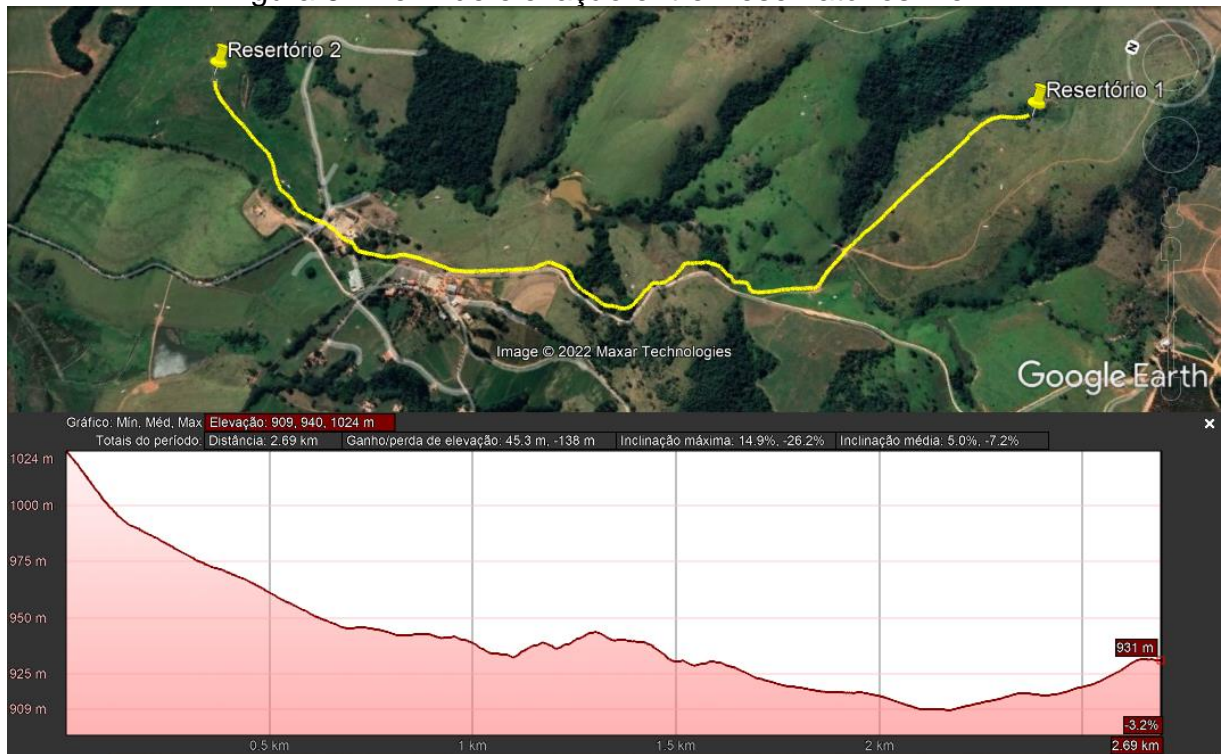 Resertório 2
Resertório 1
N
Image © 2022 Maxar Technologies
Google Earth
Gráfico: Mín, Méd, Max Elevação: 909, 940, 1024 m
Totais do período: Distância: 2.69 km Ganho/perda de elevação: 45.3 m, -138 m Inclinação máxima: 14.9%, -26.2% Inclinação média: 5.0%, -7.2%
1024 m
1000 m
975 m
950 m
931 m
925 m
909 m
-3.2%
0.5 km 1 km 1.5 km 2 km 2.69 km